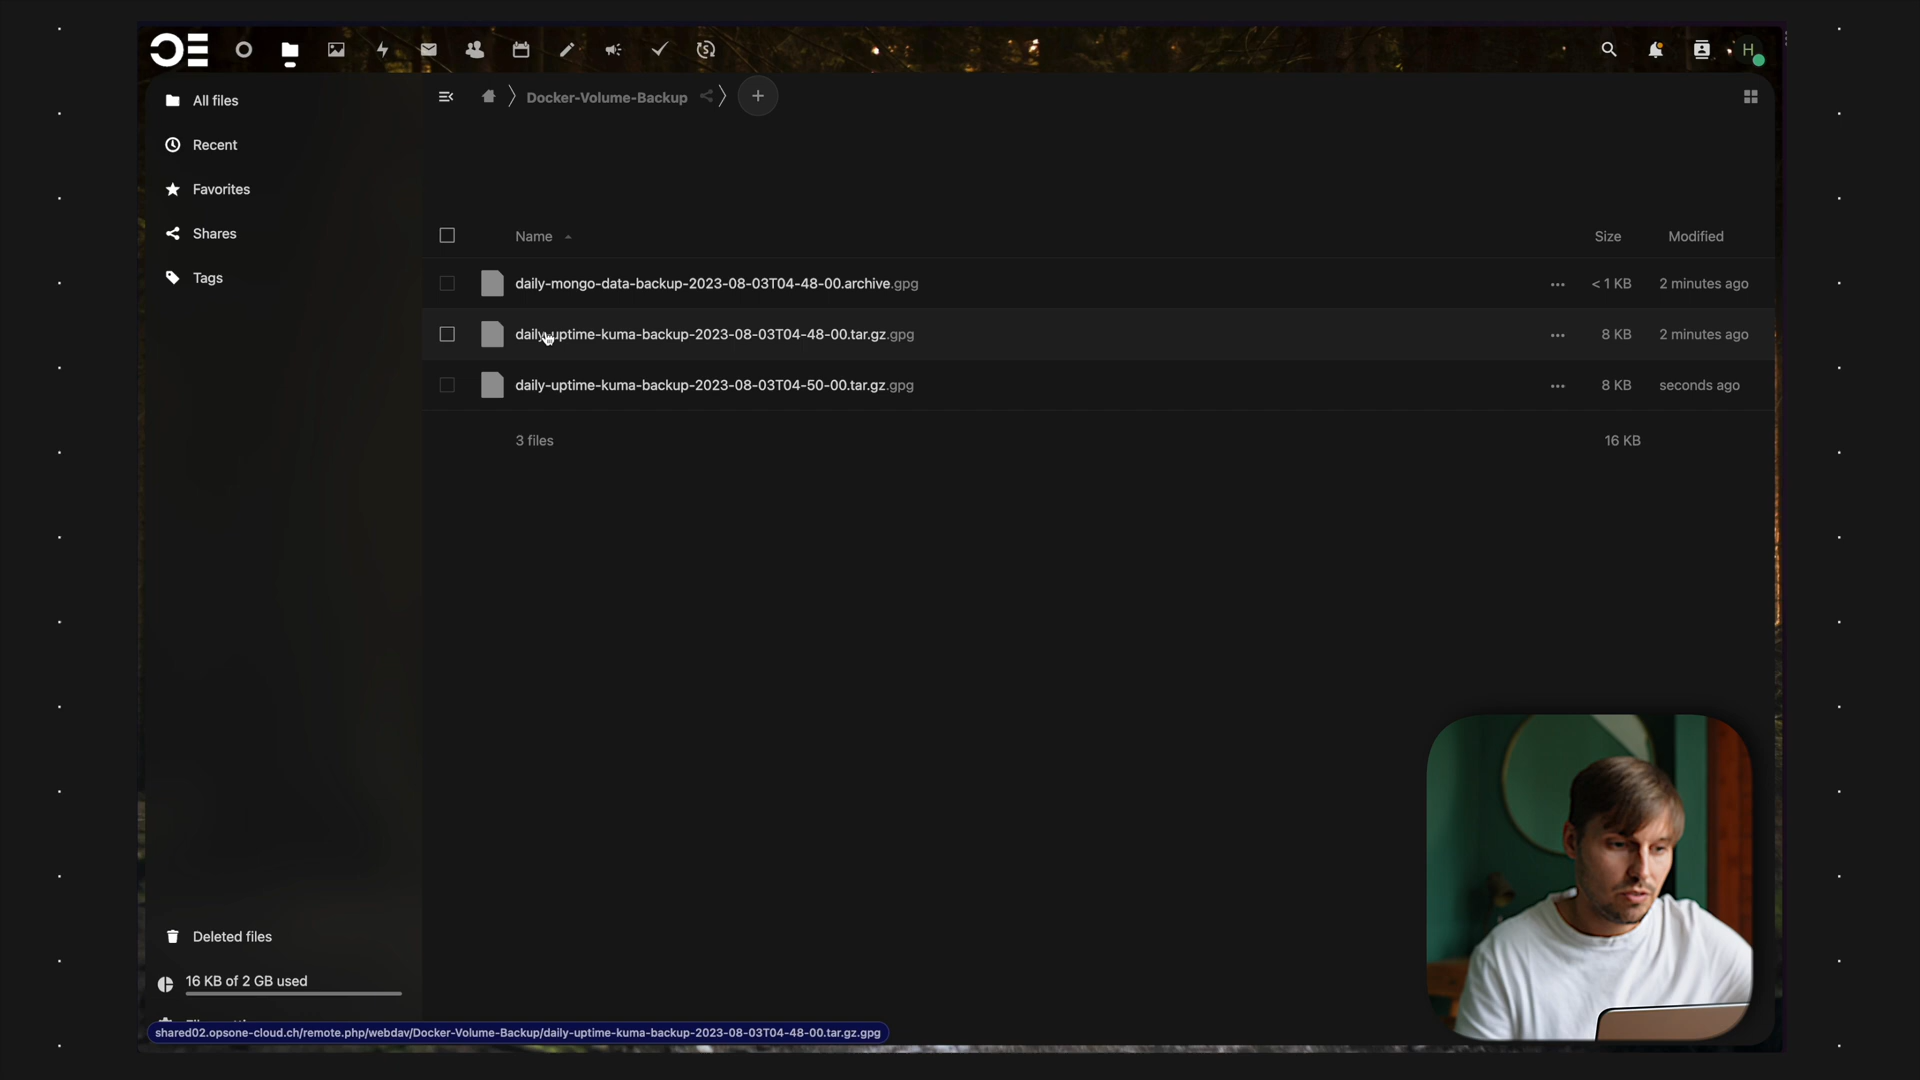 H
All files
Recent
Favorites
Shares
Tags
Docker-Volume-Backup
Name Size Modified
daily-mongo-data-backup-2023-08-03T04-48-00.archive.gpg ... < 1 KB 2 minutes ago
daily-uptime-kuma-backup-2023-08-03T04-48-00.tar.gz.gpg ... 8 KB 2 minutes ago
daily-uptime-kuma-backup-2023-08-03T04-50-00.tar.gz.gpg ... 8 KB seconds ago
3 files 16 KB
Deleted files
16 KB of 2 GB used
shared02.opsone-cloud.ch/remote.php/webdav/Docker-Volume-Backup/daily-uptime-kuma-backup-2023-08-03T04-48-00.tar.gz.gpg